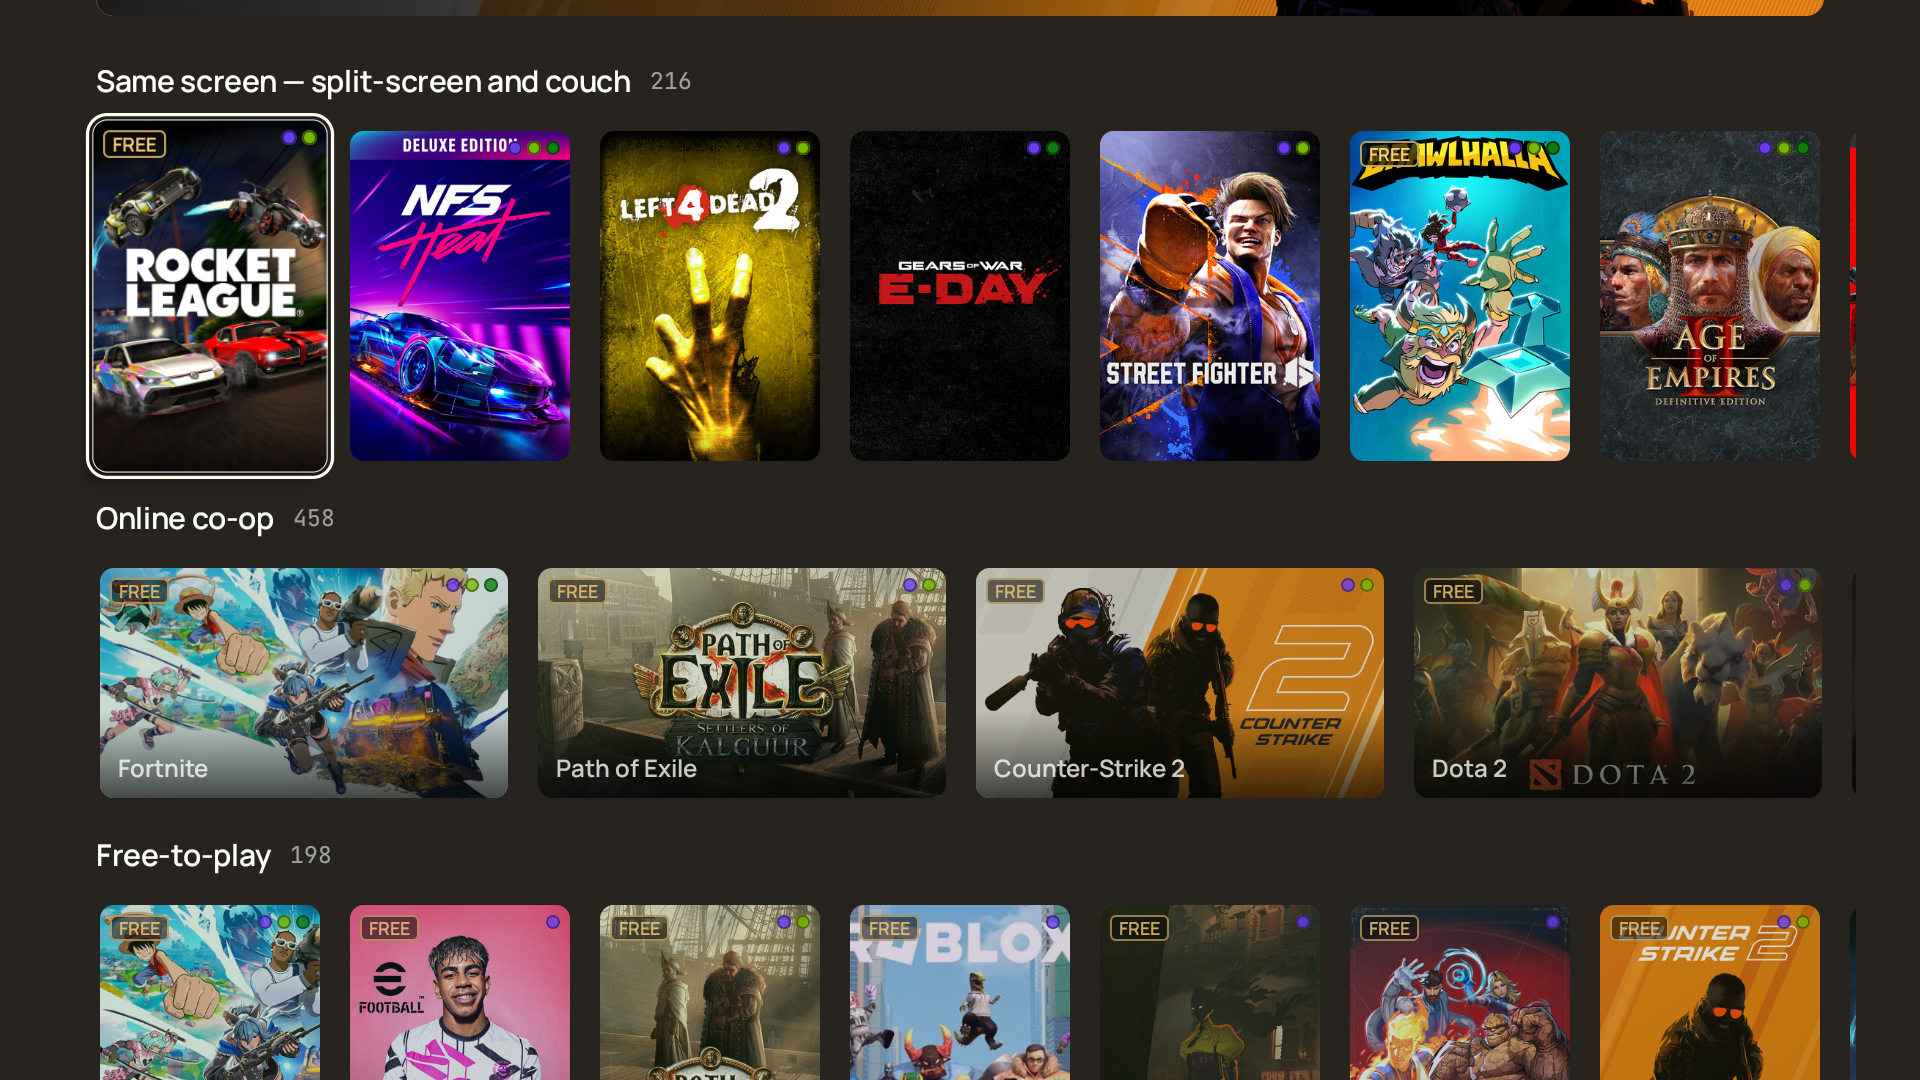 Same screen — split-screen and couch 216
FREE
ROCKET
LEAGUE
DELUXE EDITION
NFS
Heat
LEFT 4 DEAD 2
GEARS OF WAR
E-DAY
STREET FIGHTER 6
FREE
AGE
OF
EMPIRES
II
DEFINITIVE EDITION
Online co-op 458
FREE
Fortnite
FREE
PATH OF
EXILE
SETTLERS OF
KALGUUR
Path of Exile
FREE
2
COUNTER
STRIKE
Counter-Strike 2
FREE
Dota 2
DOTA 2
Free-to-play 198
FREE
FREE
FOOTBALL
FREE
PATH OF
FREE
FREE
FREE
FREE
STRIKE 2